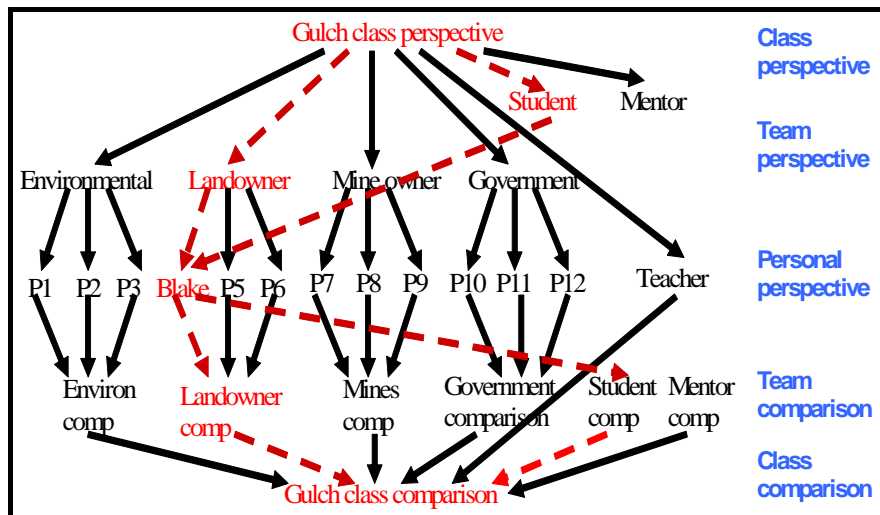 Gulch class perspective
Class
perspective
Student
Mentor
Team
perspective
Environmental
Landowner
Mine owner
Government
Personal
perspective
P1
P2
P3
Blake
P5
P6
P7
P8
P9
P10
P11
P12
Teacher
Environ
comp
Landowner
comp
Mines
comp
Government
comparison
Student
comp
Mentor
comp
Team
comparison
Gulch class comparison
Class
comparison